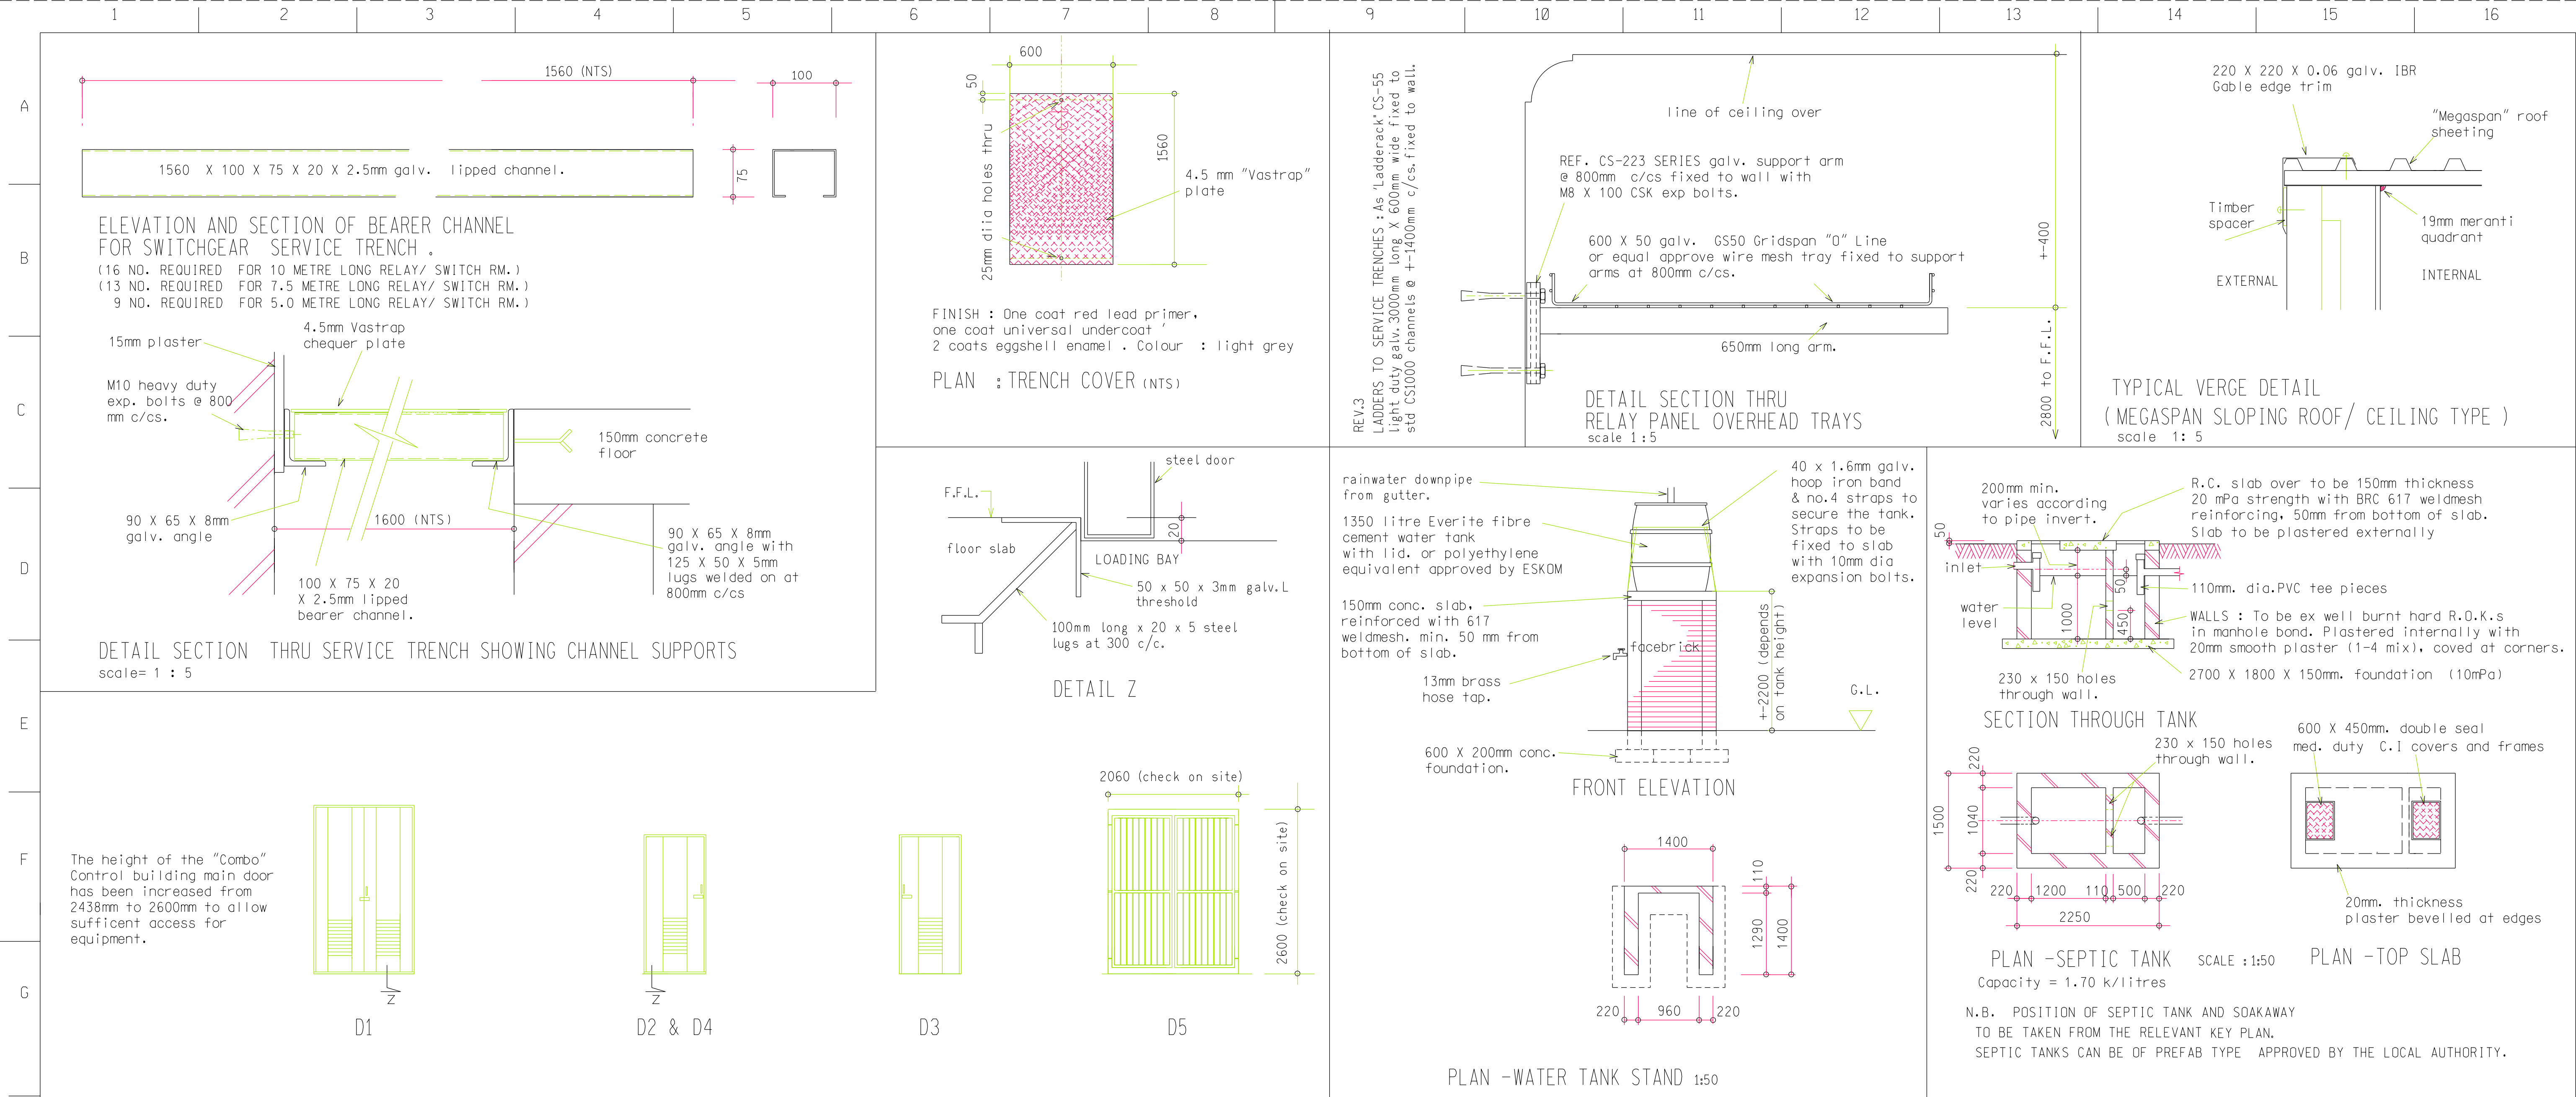 1 2 3 4 5 6 7 8 9 10 11 12 13 14 15 16
A
B
C
D
E
F
G
1560 (NTS)
100
1560 X 100 X 75 X 20 X 2.5mm galv. lipped channel.
75
ELEVATION AND SECTION OF BEARER CHANNEL
FOR SWITCHGEAR SERVICE TRENCH .
(16 NO. REQUIRED FOR 10 METRE LONG RELAY/ SWITCH RM.)
(13 NO. REQUIRED FOR 7.5 METRE LONG RELAY/ SWITCH RM.)
9 NO. REQUIRED FOR 5.0 METRE LONG RELAY/ SWITCH RM.)
15mm plaster
4.5mm Vastrap
chequer plate
M10 heavy duty
exp. bolts @ 800
mm c/cs.
150mm concrete
floor
90 X 65 X 8mm
galv. angle
1600 (NTS)
100 X 75 X 20
X 2.5mm lipped
bearer channel.
90 X 65 X 8mm
galv. angle with
125 X 50 X 5mm
lugs welded on at
800mm c/cs
DETAIL SECTION THRU SERVICE TRENCH SHOWING CHANNEL SUPPORTS
scale= 1 : 5
600
50
25mm dia holes thru
1560
4.5 mm "Vastrap"
plate
FINISH : One coat red lead primer,
one coat universal undercoat '
2 coats eggshell enamel . Colour : light grey
PLAN : TRENCH COVER (NTS)
steel door
F.F.L.
floor slab
20
LOADING BAY
50 x 50 x 3mm galv.L
threshold
100mm long x 20 x 5 steel
lugs at 300 c/c.
DETAIL Z
REV.3
LADDERS TO SERVICE TRENCHES : As 'Ladderack' CS-55
light duty galv. 3000mm long X 600mm wide fixed to
std CS1000 channels @ +-1400mm c/cs.fixed to wall.
line of ceiling over
REF. CS-223 SERIES galv. support arm
@ 800mm c/cs fixed to wall with
M8 X 100 CSK exp bolts.
600 X 50 galv. GS50 Gridspan "O" Line
or equal approve wire mesh tray fixed to support
arms at 800mm c/cs.
650mm long arm.
+-400
2800 to F.F.L.
DETAIL SECTION THRU
RELAY PANEL OVERHEAD TRAYS
scale 1:5
220 X 220 X 0.06 galv. IBR
Gable edge trim
"Megaspan" roof
sheeting
Timber
spacer
19mm meranti
quadrant
EXTERNAL
INTERNAL
TYPICAL VERGE DETAIL
( MEGASPAN SLOPING ROOF/ CEILING TYPE )
scale 1: 5
rainwater downpipe
from gutter.
1350 litre Everite fibre
cement water tank
with lid. or polyethylene
equivalent approved by ESKOM
150mm conc. slab,
reinforced with 617
weldmesh. min. 50 mm from
bottom of slab.
13mm brass
hose tap.
600 X 200mm conc.
foundation.
40 x 1.6mm galv.
hoop iron band
& no.4 straps to
secure the tank.
Straps to be
fixed to slab
with 10mm dia
expansion bolts.
facebrick
+-2200 (depends
on tank height)
G.L.
FRONT ELEVATION
1400
110
1290
1400
220 960 220
PLAN -WATER TANK STAND 1:50
200mm min.
varies according
to pipe invert.
50
inlet
water
level
1000
50
450
R.C. slab over to be 150mm thickness
20 mPa strength with BRC 617 weldmesh
reinforcing, 50mm from bottom of slab.
Slab to be plastered externally
110mm. dia.PVC tee pieces
WALLS : To be ex well burnt hard R.O.K.s
in manhole bond. Plastered internally with
20mm smooth plaster (1-4 mix), coved at corners.
2700 X 1800 X 150mm. foundation (10mPa)
230 x 150 holes
through wall.
SECTION THROUGH TANK
230 x 150 holes
through wall.
220
1500
1040
220
220 1200 110 500 220
2250
PLAN -SEPTIC TANK SCALE :1:50
Capacity = 1.70 k/litres
600 X 450mm. double seal
med. duty C.I covers and frames
20mm. thickness
plaster bevelled at edges
PLAN -TOP SLAB
N.B. POSITION OF SEPTIC TANK AND SOAKAWAY
TO BE TAKEN FROM THE RELEVANT KEY PLAN.
SEPTIC TANKS CAN BE OF PREFAB TYPE APPROVED BY THE LOCAL AUTHORITY.
The height of the "Combo"
Control building main door
has been increased from
2438mm to 2600mm to allow
sufficent access for
equipment.
Z
Z
2060 (check on site)
2600 (check on site)
D1
D2 & D4
D3
D5